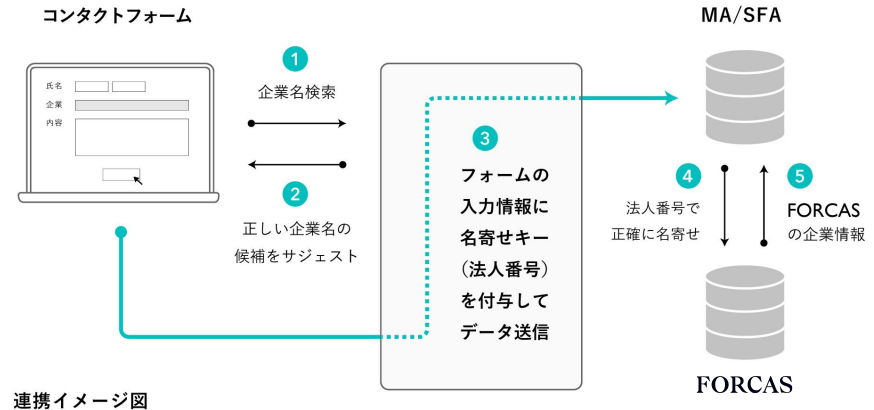 コンタクトフォーム
MA/SFA
氏名
企業
内容
1
企業名検索
2
正しい企業名の
候補をサジェスト
3
フォームの
入力情報に
名寄せキー
（法人番号）
を付与して
データ送信
4
法人番号で
正確に名寄せ
5
FORCAS
の企業情報
FORCAS
連携イメージ図